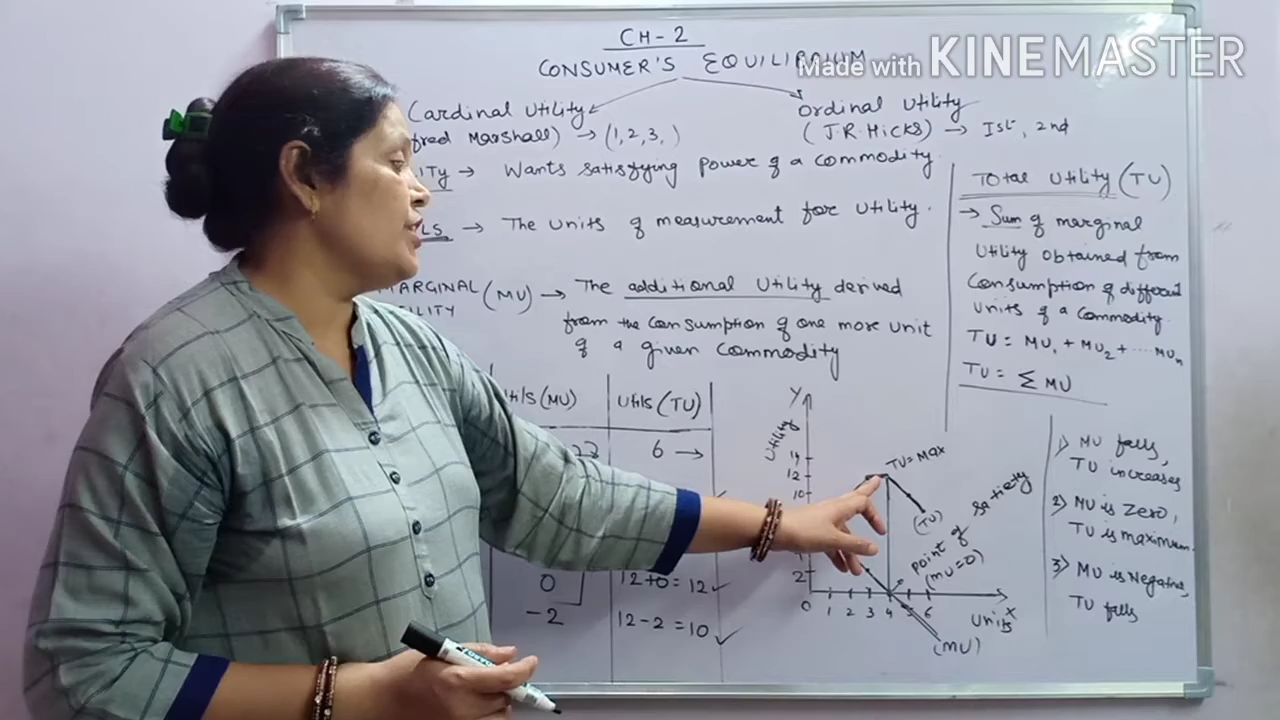 CH-2
CONSUMER'S EQUILIBRIUM
Made with KINEMASTER
Cardinal Utility
fred Marshall) → (1, 2, 3, )
Ordinal Utility
(J.R. Hicks) → Ist, 2nd
ITY → Wants satisfying power of a commodity.
LS → The units of measurement for utility.
MARGINAL (MU) → The additional utility derived
ILITY
from the consumption of one more unit
of a given commodity
Total Utility (TU)
→ Sum of marginal
utility obtained from
consumption of different
units of a commodity.
TU = MU1 + MU2 + ....MUn
TU = Σ MU
Utils (MU) Utils (TU)
6 →
0 12+0=12 ✓
-2 12-2=10 ✓
Y
Utility
14
12
10
2
0 1 2 3 4 5 6
X
Units
TU = Max
(TU)
Point of satiety
(MU=0)
(MU)
1) MU falls,
TU increases
2) MU is zero,
TU is maximum
3) MU is Negative,
TU falls